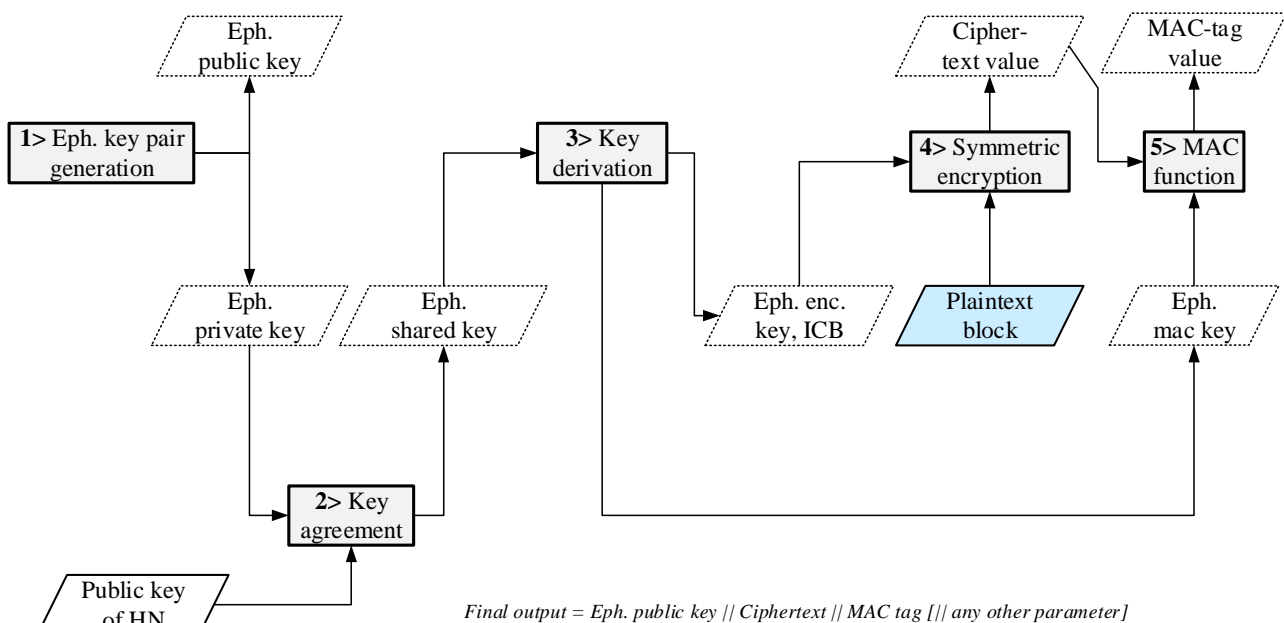 Eph.
public key
Cipher-
text value
MAC-tag
value
1> Eph. key pair
generation
3> Key
derivation
4> Symmetric
encryption
5> MAC
function
Eph.
private key
Eph.
shared key
Eph. enc.
key, ICB
Plaintext
block
Eph.
mac key
2> Key
agreement
Public key
of HN
Final output = Eph. public key || Ciphertext || MAC tag [|| any other parameter]